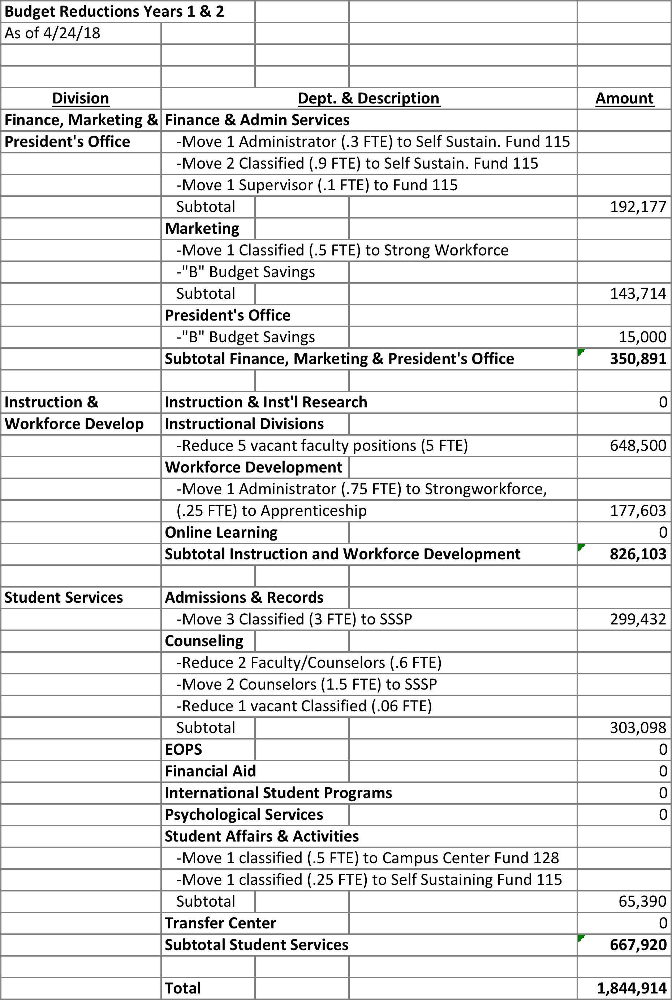 Budget Reductions Years 1 & 2
As of 4/24/18
Division Dept. & Description Amount
Finance, Marketing & Finance & Admin Services
President's Office -Move 1 Administrator (.3 FTE) to Self Sustain. Fund 115
-Move 2 Classified (.9 FTE) to Self Sustain. Fund 115
-Move 1 Supervisor (.1 FTE) to Fund 115
Subtotal 192,177
Marketing
-Move 1 Classified (.5 FTE) to Strong Workforce
-"B" Budget Savings
Subtotal 143,714
President's Office
-"B" Budget Savings 15,000
Subtotal Finance, Marketing & President's Office 350,891
Instruction & Instruction & Inst'l Research 0
Workforce Develop Instructional Divisions
-Reduce 5 vacant faculty positions (5 FTE) 648,500
Workforce Development
-Move 1 Administrator (.75 FTE) to Strongworkforce,
(.25 FTE) to Apprenticeship 177,603
Online Learning 0
Subtotal Instruction and Workforce Development 826,103
Student Services Admissions & Records
-Move 3 Classified (3 FTE) to SSSP 299,432
Counseling
-Reduce 2 Faculty/Counselors (.6 FTE)
-Move 2 Counselors (1.5 FTE) to SSSP
-Reduce 1 vacant Classified (.06 FTE)
Subtotal 303,098
EOPS 0
Financial Aid 0
International Student Programs 0
Psychological Services 0
Student Affairs & Activities
-Move 1 classified (.5 FTE) to Campus Center Fund 128
-Move 1 classified (.25 FTE) to Self Sustaining Fund 115
Subtotal 65,390
Transfer Center 0
Subtotal Student Services 667,920
Total 1,844,914